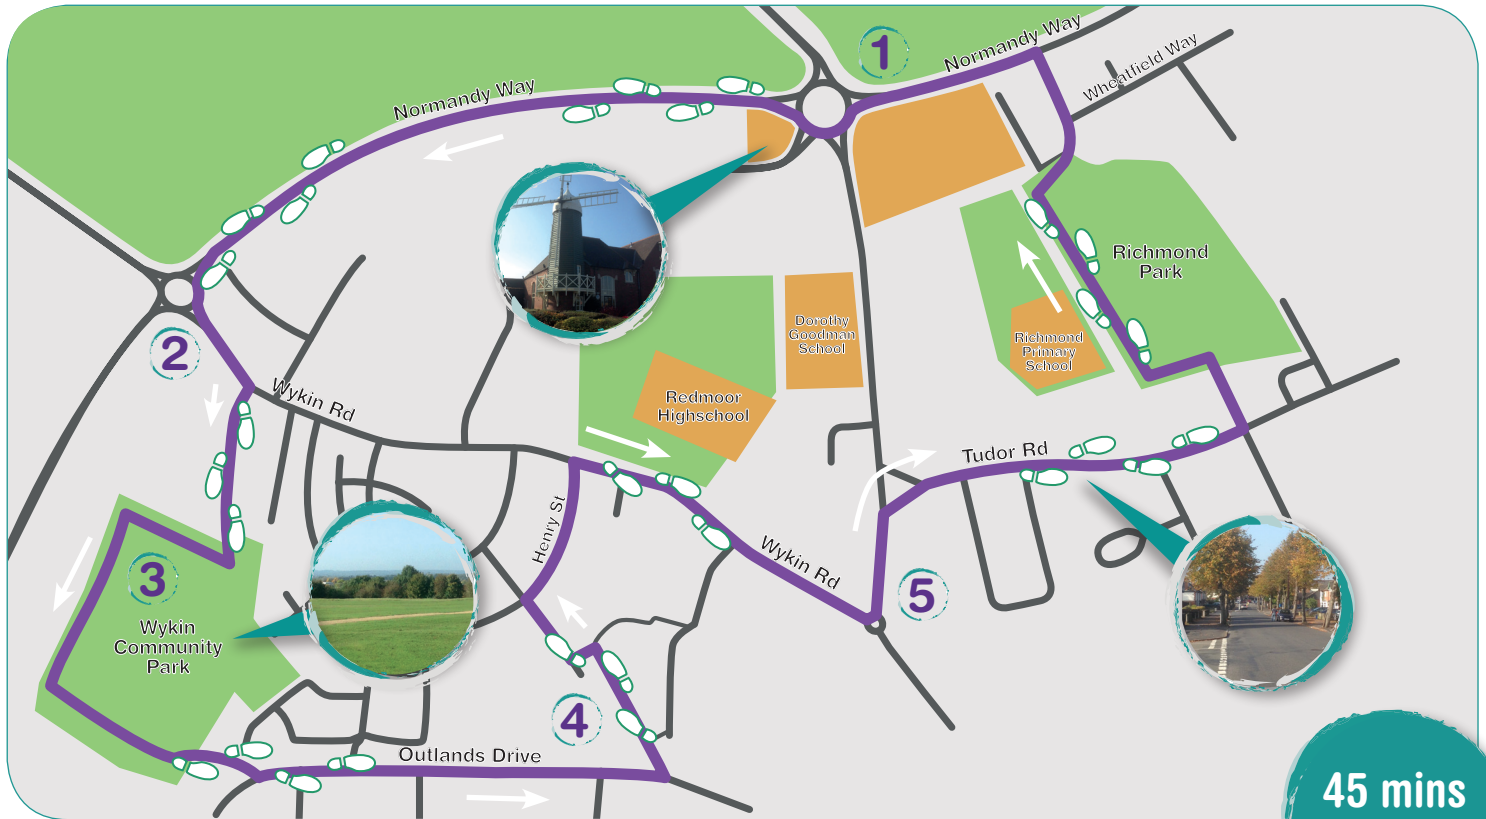 1
Normandy Way
Wheatfield Way
Normandy Way
Richmond
Park
Dorothy
Goodman
School
Richmond
Primary
School
2
Wykin Rd
Redmoor
Highschool
Tudor Rd
Henry St
Wykin Rd
3
5
Wykin
Community
Park
4
Outlands Drive
45 mins